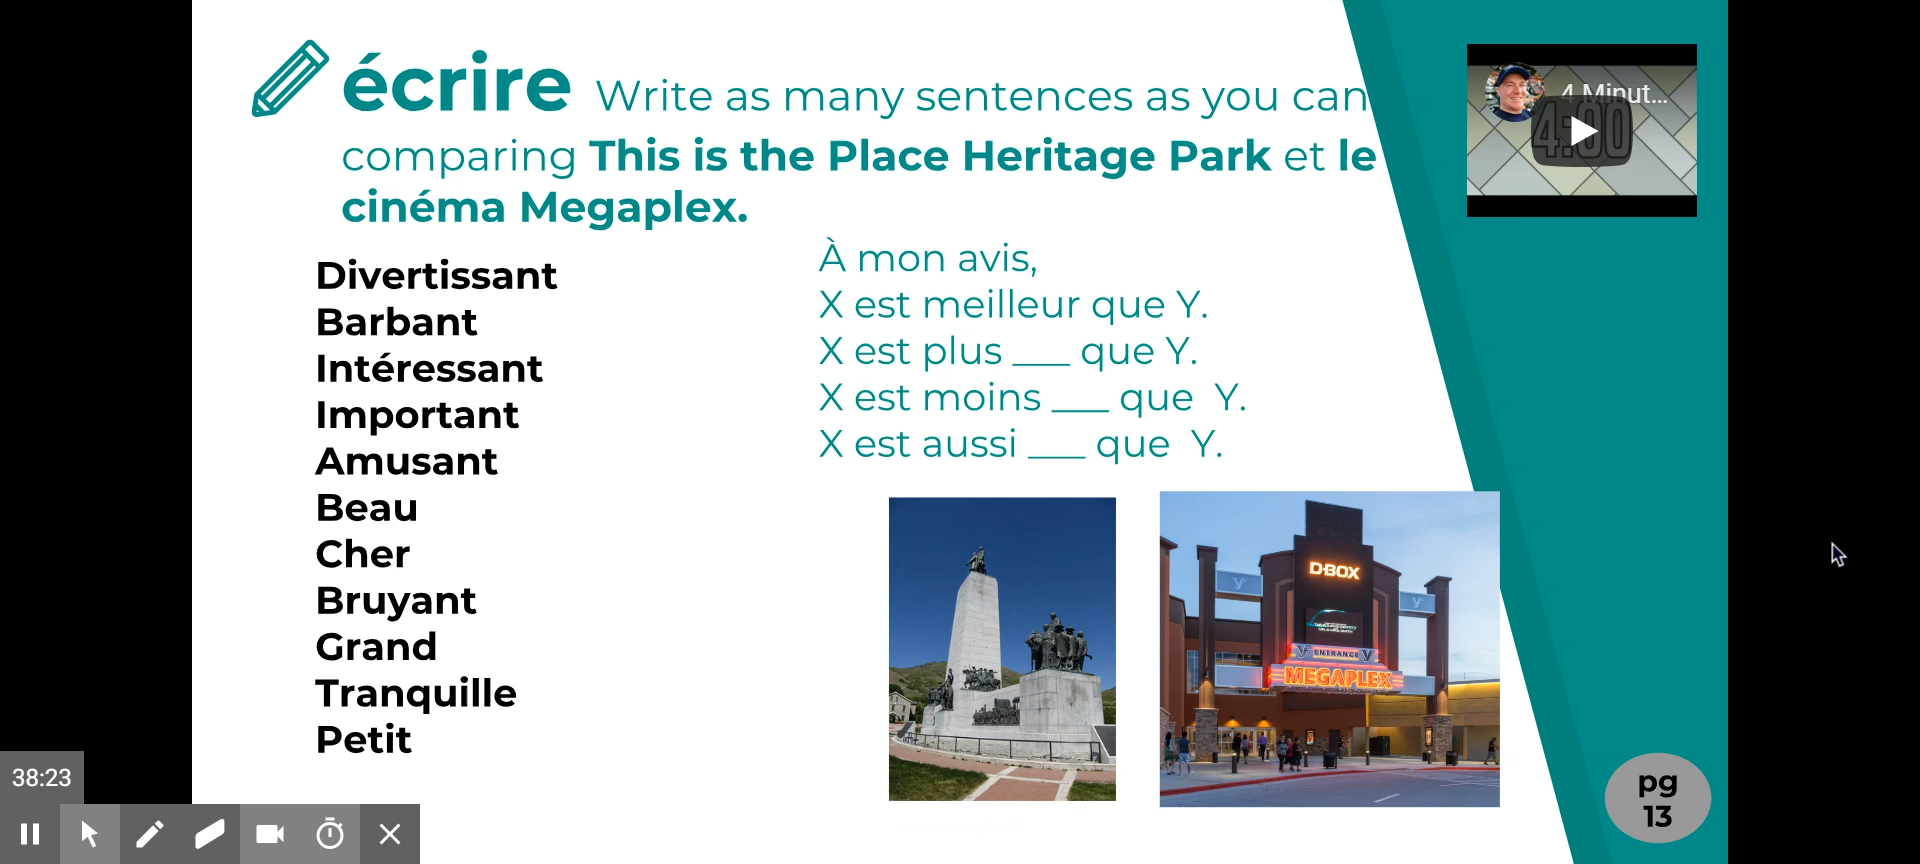 écrire Write as many sentences as you can
comparing This is the Place Heritage Park et le
cinéma Megaplex.
4 Minut...
4:00
Divertissant
Barbant
Intéressant
Important
Amusant
Beau
Cher
Bruyant
Grand
Tranquille
Petit
À mon avis,
X est meilleur que Y.
X est plus ___ que Y.
X est moins ___ que Y.
X est aussi ___ que Y.
D-BOX
ENTRANCE
MEGAPLEX
pg
13
38:23